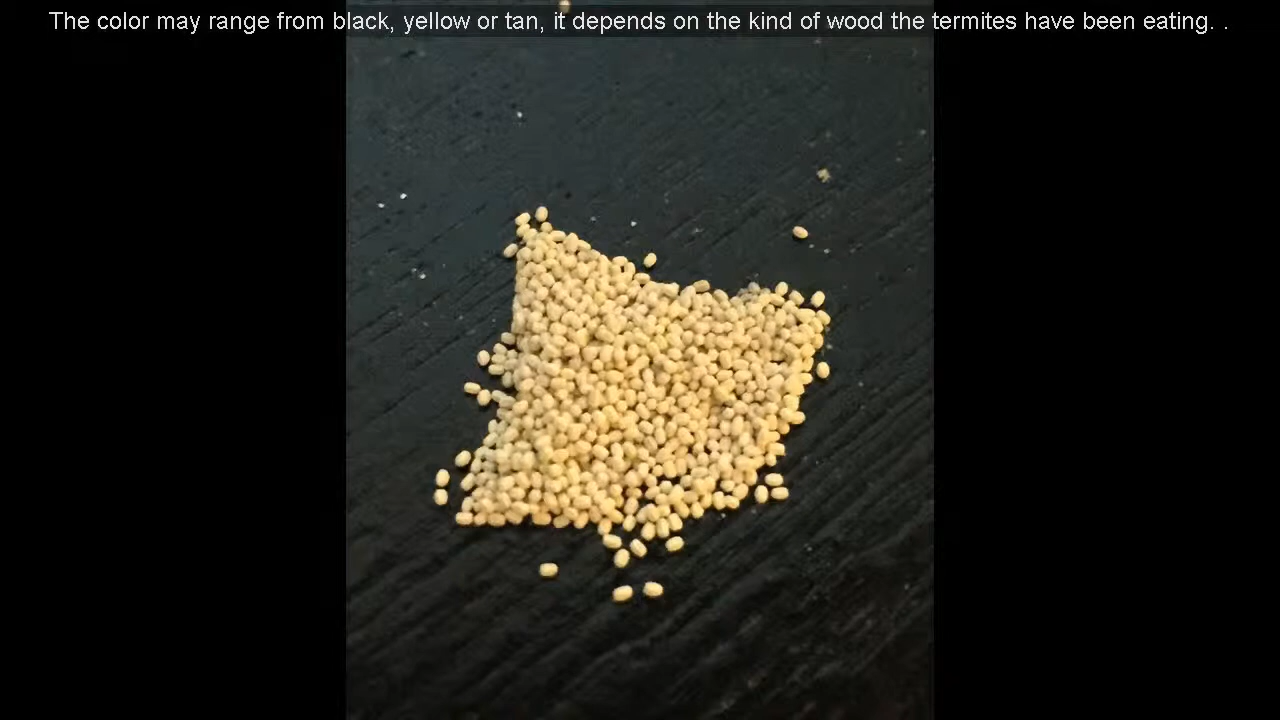 The color may range from black, yellow or tan, it depends on the kind of wood the termites have been eating. .